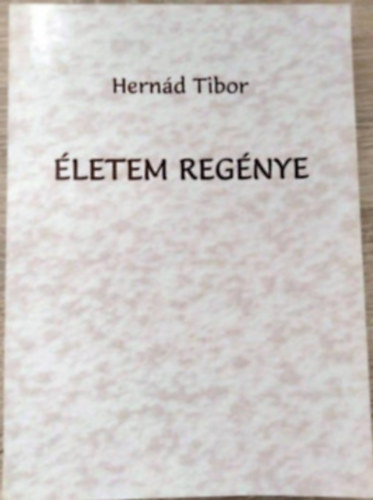 Hernád Tibor
ÉLETEM REGÉNYE